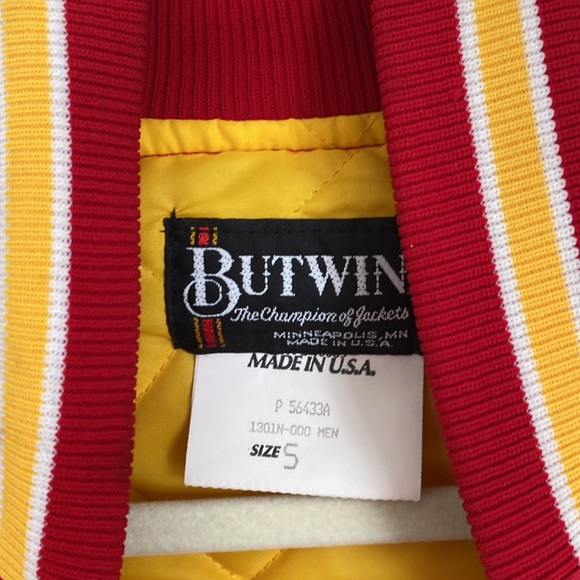 BUTWIN
The Champion of Jackets
MINNEAPOLIS, MN
MADE IN U.S.A.
MADE IN U.S.A.
P 56433A
1301N-000 MEN
SIZE S